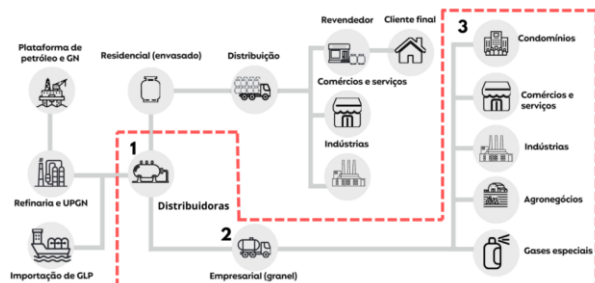 Plataforma de
petróleo e GN
Residencial (envasado)
Distribuição
Revendedor
Cliente final
3
Condomínios
Comércios e serviços
Comércios e
serviços
1
Indústrias
Indústrias
Refinaria e UPGN
Distribuidoras
Agronegócios
2
Importação de GLP
Empresarial (granel)
Gases especiais